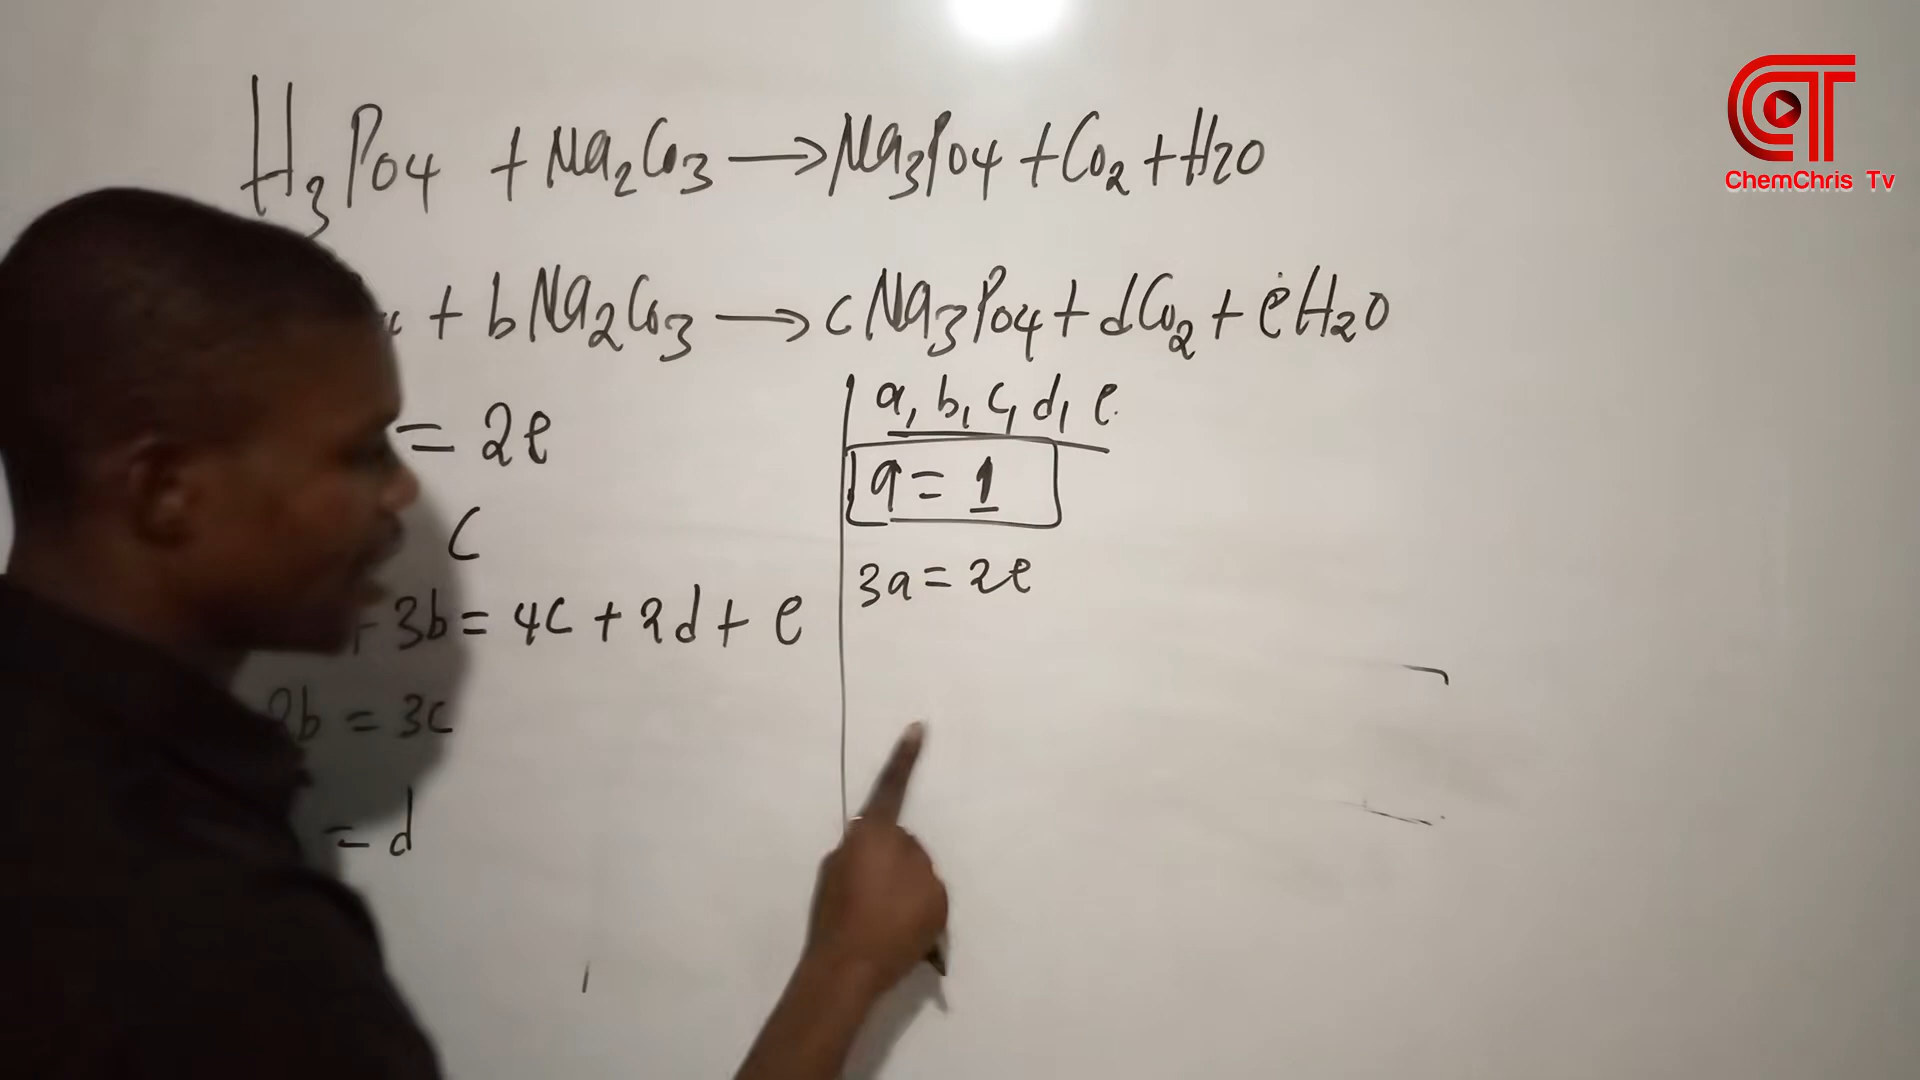 H3PO4 + Na2CO3 → Na3PO4 + CO2 + H2O
+ bNa2CO3 → cNa3PO4 + dCO2 + eH2O
= 2e
C
+ 3b = 4c + 2d + e
2b = 3c
= d
a, b, c, d, e
a = 1
3a = 2e
CT
ChemChris Tv